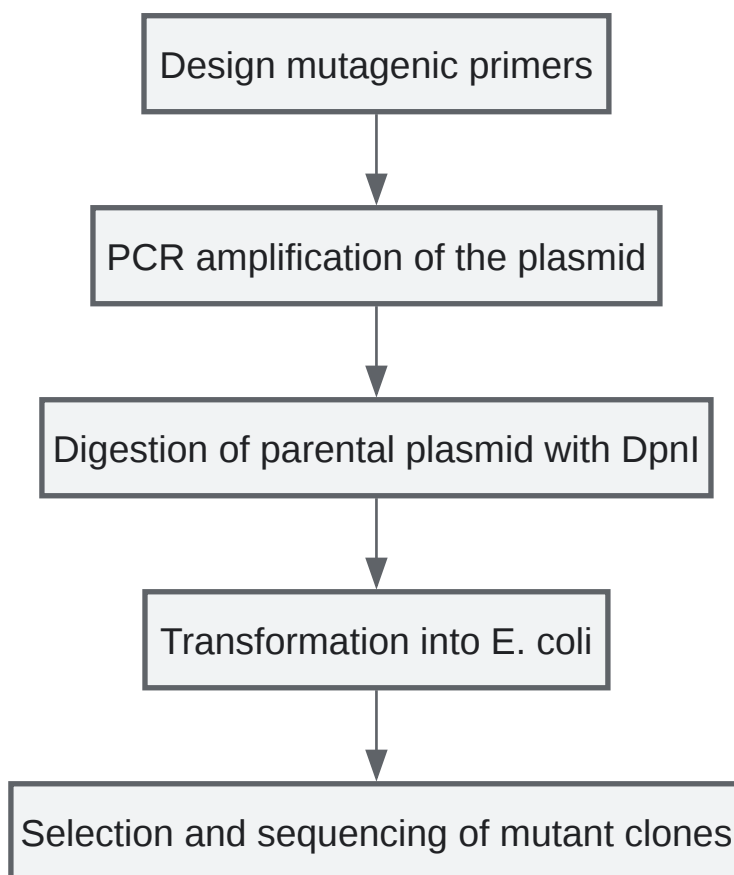 Design mutagenic primers
PCR amplification of the plasmid
Digestion of parental plasmid with DpnI
Transformation into E. coli
Selection and sequencing of mutant clones